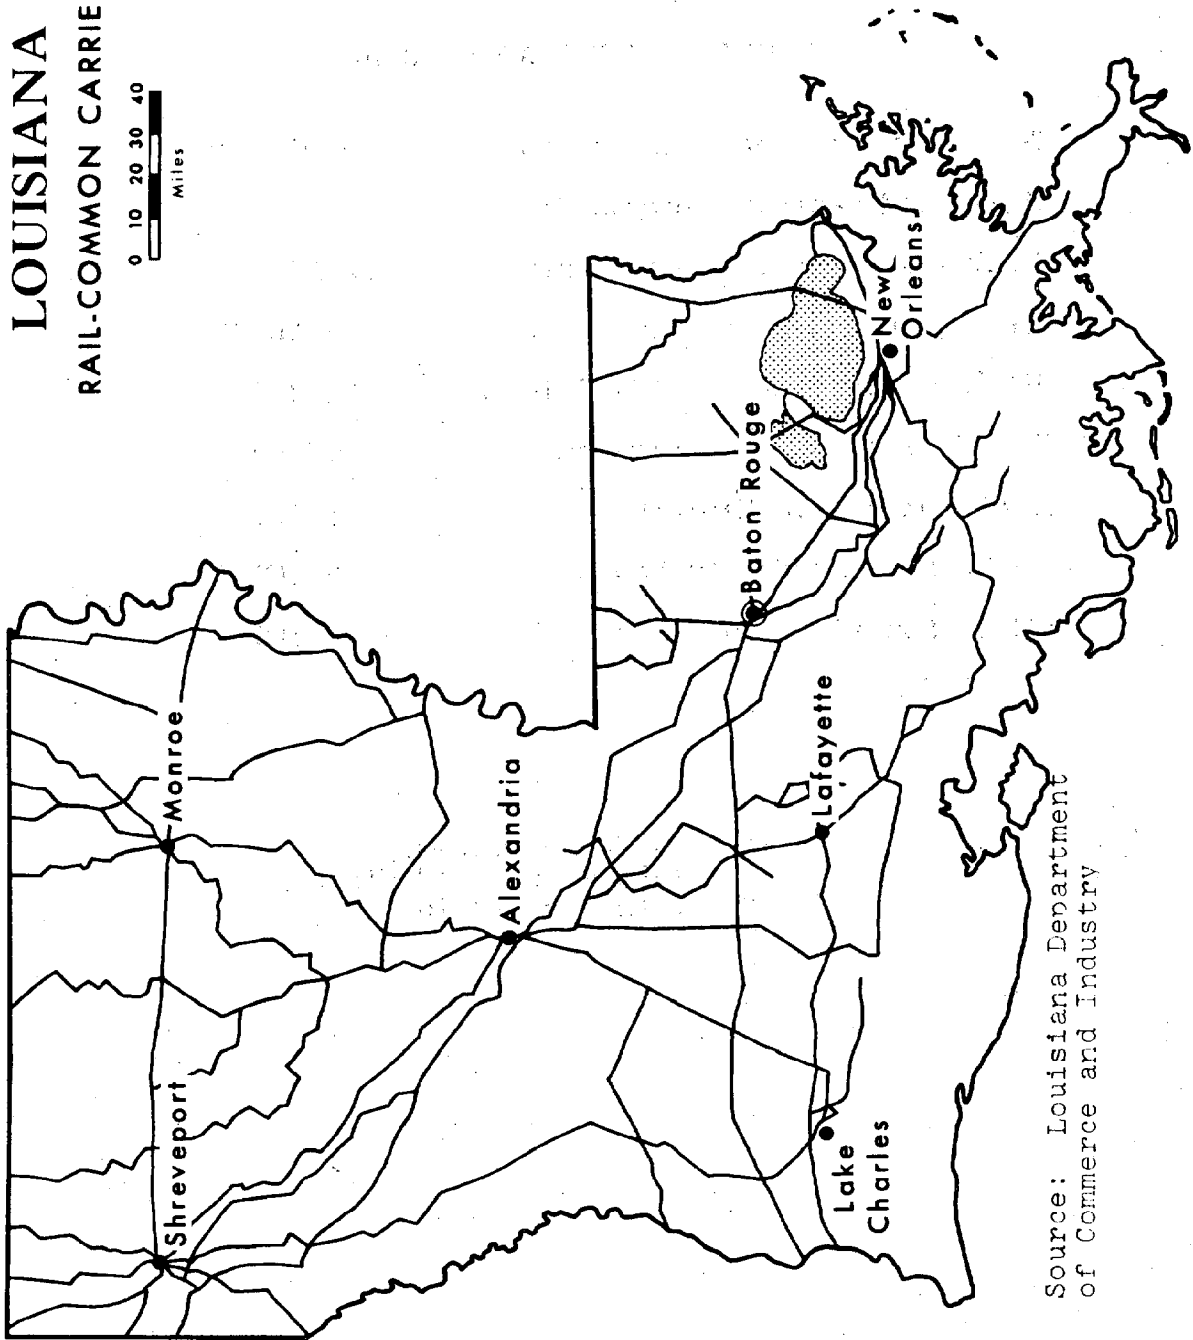 LOUISIANA
RAIL-COMMON CARRIE
0 10 20 30 40
Miles
Shreveport
Monroe
Alexandria
Baton Rouge
New
Orleans
Lafayette
Lake
Charles
Source: Louisiana Department
of Commerce and Industry